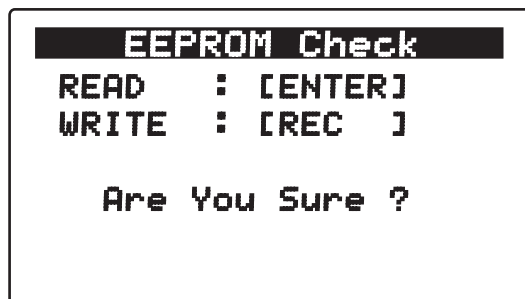 EEPROM Check
READ : [ENTER]
WRITE : [REC ]
Are You Sure ?